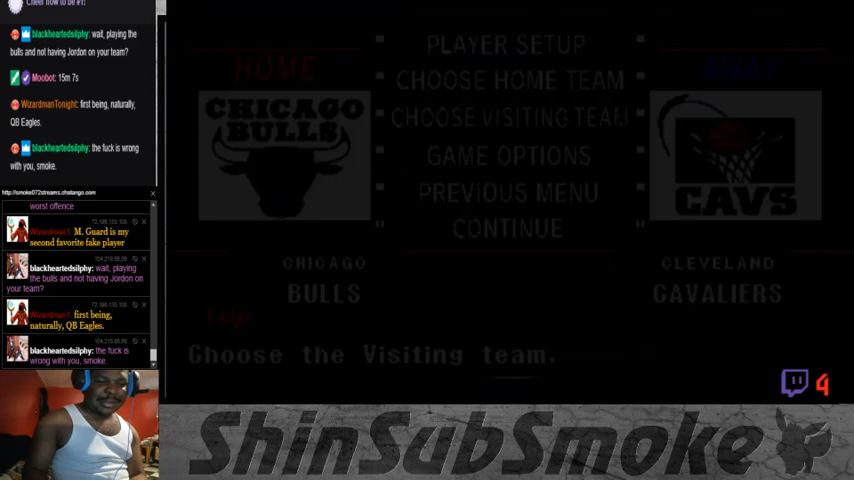 Cheer now to be #1!
blackheartedsilphy: wait, playing the
bulls and not having Jordon on your team?
Moobot: 15m 7s
WizardmanTonight: first being, naturally,
QB Eagles.
blackheartedsilphy: the fuck is wrong
with you, smoke.
http://smoke072streams.chatango.com
worst offence
Wizardman1: M. Guard is my
second favorite fake player
blackheartedsilphy: wait, playing
the bulls and not having Jordon on
your team?
Wizardman1: first being,
naturally, QB Eagles.
blackheartedsilphy: the fuck is
wrong with you, smoke.
PLAYER SETUP
CHOOSE HOME TEAM
CHOOSE VISITING TEAM
GAME OPTIONS
PREVIOUS MENU
CONTINUE
HOME
CHICAGO
BULLS
CHICAGO
BULLS
AWAY
CAVS
CLEVELAND
CAVALIERS
Choose the Visiting team.
4
ShinSubSmoke